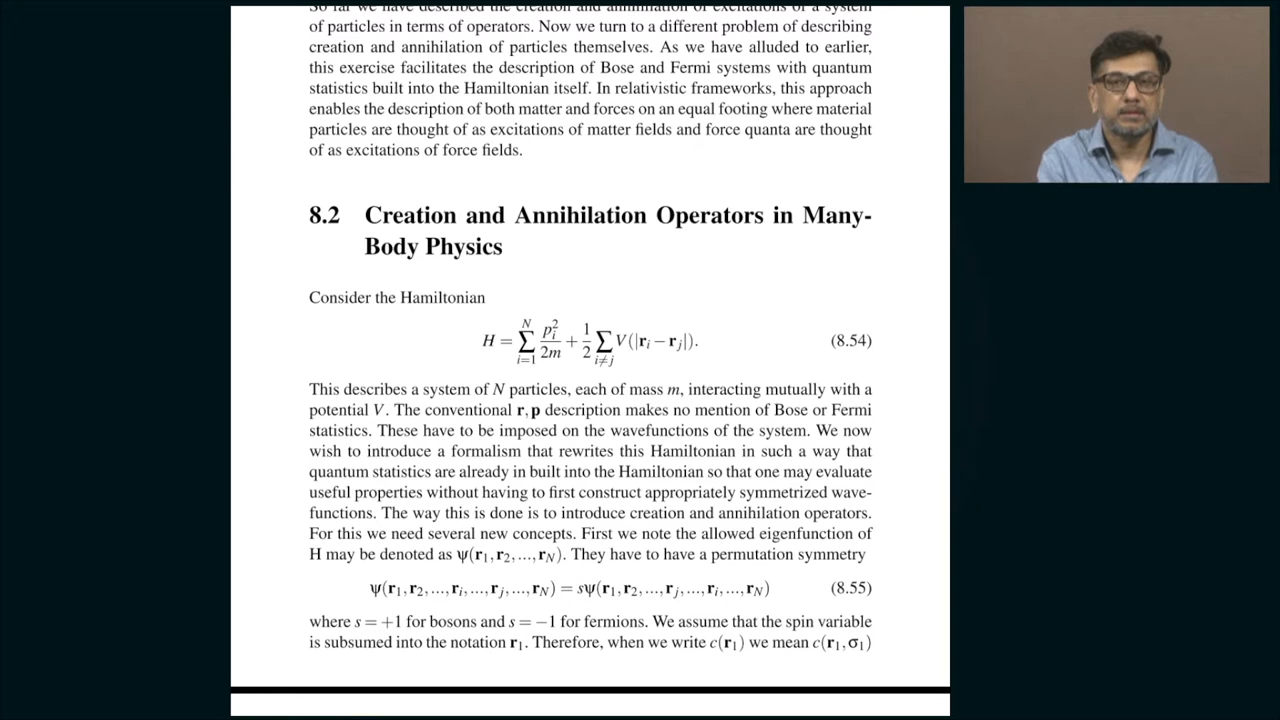 So far we have described the creation and annihilation of excitations of a system
of particles in terms of operators. Now we turn to a different problem of describing
creation and annihilation of particles themselves. As we have alluded to earlier,
this exercise facilitates the description of Bose and Fermi systems with quantum
statistics built into the Hamiltonian itself. In relativistic frameworks, this approach
enables the description of both matter and forces on an equal footing where material
particles are thought of as excitations of matter fields and force quanta are thought
of as excitations of force fields.
8.2 Creation and Annihilation Operators in Many-
Body Physics
Consider the Hamiltonian
H = ∑_{i=1}^{N} p_i^2/2m + 1/2 ∑_{i≠j} V(|r_i − r_j|). (8.54)
This describes a system of N particles, each of mass m, interacting mutually with a
potential V. The conventional r, p description makes no mention of Bose or Fermi
statistics. These have to be imposed on the wavefunctions of the system. We now
wish to introduce a formalism that rewrites this Hamiltonian in such a way that
quantum statistics are already in built into the Hamiltonian so that one may evaluate
useful properties without having to first construct appropriately symmetrized wave-
functions. The way this is done is to introduce creation and annihilation operators.
For this we need several new concepts. First we note the allowed eigenfunction of
H may be denoted as ψ(r_1, r_2, ..., r_N). They have to have a permutation symmetry
ψ(r_1, r_2, ..., r_i, ..., r_j, ..., r_N) = sψ(r_1, r_2, ..., r_j, ..., r_i, ..., r_N) (8.55)
where s = +1 for bosons and s = −1 for fermions. We assume that the spin variable
is subsumed into the notation r_1. Therefore, when we write c(r_1) we mean c(r_1, σ_1)